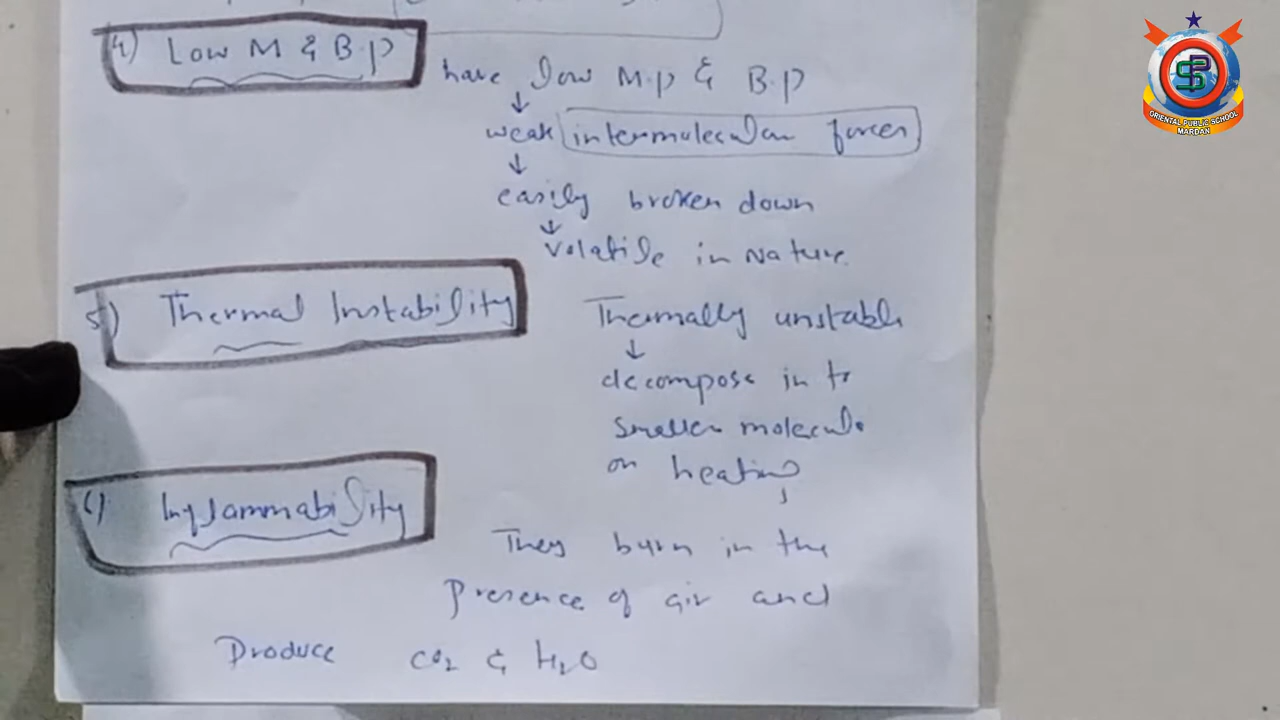 4) Low M & B.p
have low M.p & B.p
↓
weak intermolecular forces
↓
easily broken down
↓
volatile in Nature.
5) Thermal Instability
Thermally unstable
↓
decompose in to
smaller molecule
on heating
6) Inflammability
They burn in the
presence of air and
Produce CO2 & H2O
ORIENTAL PUBLIC SCHOOL
MARDAN